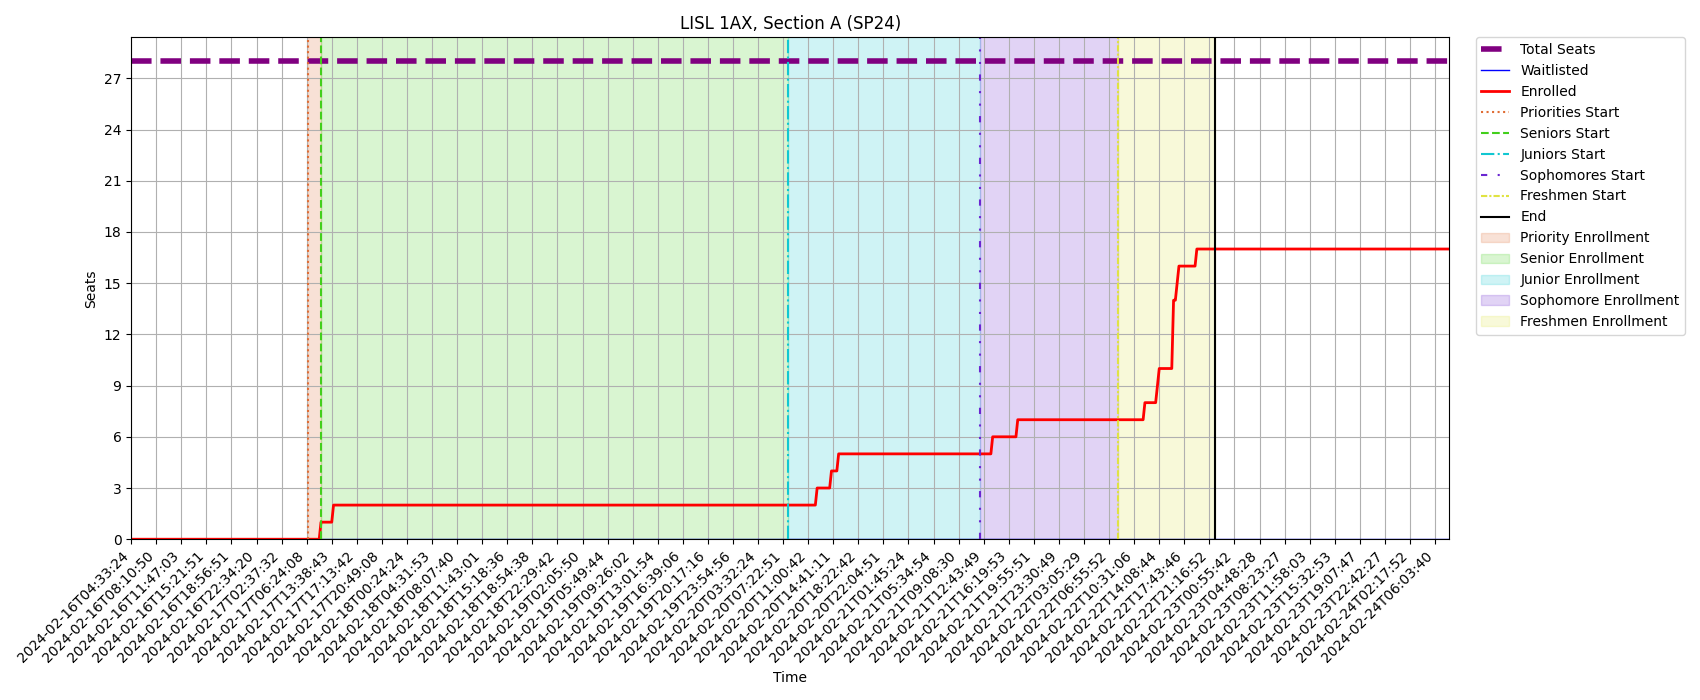 LISL 1AX, Section A (SP24)
Seats
27
24
21
18
15
12
9
6
3
0
2024-02-16T04:33:24
2024-02-16T08:10:50
2024-02-16T11:47:03
2024-02-16T15:21:51
2024-02-16T18:56:51
2024-02-16T22:34:20
2024-02-17T02:37:32
2024-02-17T06:24:08
2024-02-17T13:38:43
2024-02-17T17:13:42
2024-02-17T20:49:08
2024-02-18T00:24:24
2024-02-18T04:31:53
2024-02-18T08:07:40
2024-02-18T11:43:01
2024-02-18T15:18:36
2024-02-18T18:54:38
2024-02-18T22:29:42
2024-02-19T02:05:50
2024-02-19T05:49:44
2024-02-19T09:26:02
2024-02-19T13:01:54
2024-02-19T16:39:06
2024-02-19T20:17:16
2024-02-19T23:54:56
2024-02-20T03:32:24
2024-02-20T07:22:51
2024-02-20T11:00:42
2024-02-20T14:41:11
2024-02-20T18:22:42
2024-02-20T22:04:51
2024-02-21T01:45:24
2024-02-21T05:34:54
2024-02-21T09:08:30
2024-02-21T12:43:49
2024-02-21T16:19:53
2024-02-21T19:55:51
2024-02-21T23:30:49
2024-02-22T03:05:29
2024-02-22T06:55:52
2024-02-22T10:31:06
2024-02-22T14:08:44
2024-02-22T17:43:46
2024-02-22T21:16:52
2024-02-23T00:55:42
2024-02-23T04:48:28
2024-02-23T08:23:27
2024-02-23T11:58:03
2024-02-23T15:32:53
2024-02-23T19:07:47
2024-02-23T22:42:27
2024-02-24T02:17:52
2024-02-24T06:03:40
Time
Total Seats
Waitlisted
Enrolled
Priorities Start
Seniors Start
Juniors Start
Sophomores Start
Freshmen Start
End
Priority Enrollment
Senior Enrollment
Junior Enrollment
Sophomore Enrollment
Freshmen Enrollment